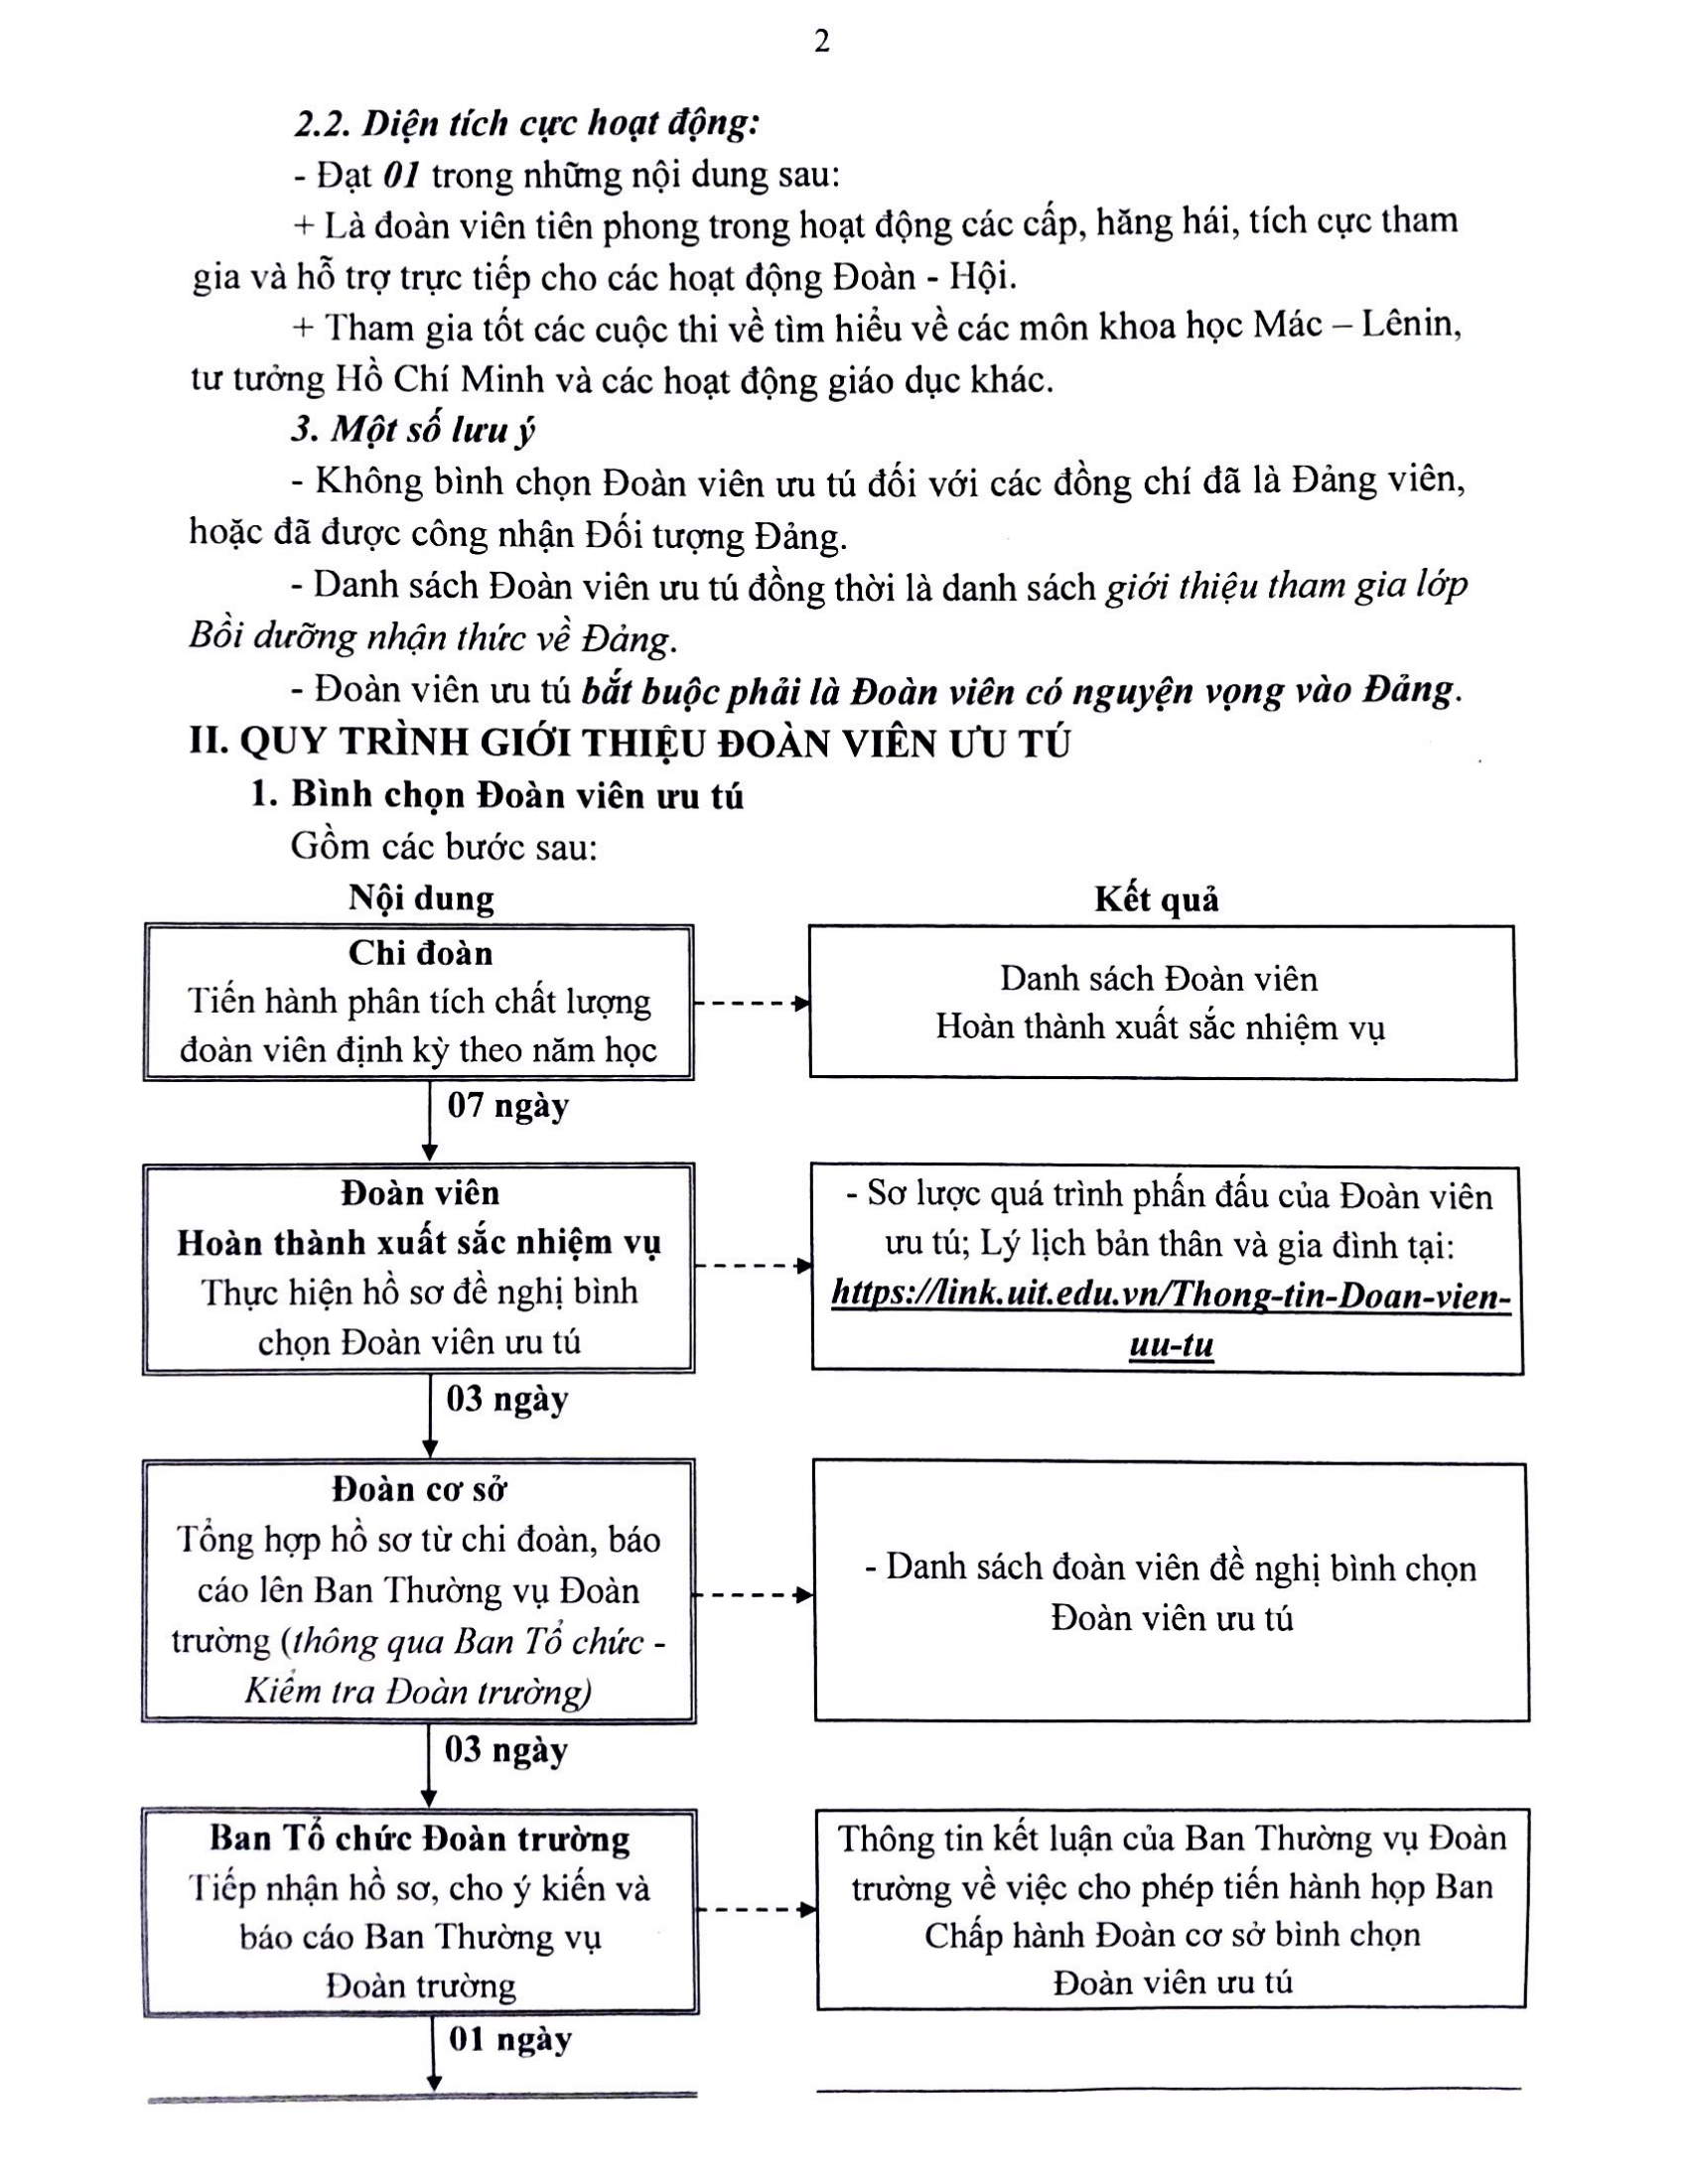 2
2.2. Diện tích cực hoạt động:
- Đạt 01 trong những nội dung sau:
+ Là đoàn viên tiên phong trong hoạt động các cấp, hăng hái, tích cực tham
gia và hỗ trợ trực tiếp cho các hoạt động Đoàn - Hội.
+ Tham gia tốt các cuộc thi về tìm hiểu về các môn khoa học Mác – Lênin,
tư tưởng Hồ Chí Minh và các hoạt động giáo dục khác.
3. Một số lưu ý
- Không bình chọn Đoàn viên ưu tú đối với các đồng chí đã là Đảng viên,
hoặc đã được công nhận Đối tượng Đảng.
- Danh sách Đoàn viên ưu tú đồng thời là danh sách giới thiệu tham gia lớp
Bồi dưỡng nhận thức về Đảng.
- Đoàn viên ưu tú bắt buộc phải là Đoàn viên có nguyện vọng vào Đảng.
II. QUY TRÌNH GIỚI THIỆU ĐOÀN VIÊN ƯU TÚ
1. Bình chọn Đoàn viên ưu tú
Gồm các bước sau:
Nội dung
Kết quả
Chi đoàn
Tiến hành phân tích chất lượng
đoàn viên định kỳ theo năm học
Danh sách Đoàn viên
Hoàn thành xuất sắc nhiệm vụ
07 ngày
Đoàn viên
Hoàn thành xuất sắc nhiệm vụ
Thực hiện hồ sơ đề nghị bình
chọn Đoàn viên ưu tú
- Sơ lược quá trình phấn đấu của Đoàn viên
ưu tú; Lý lịch bản thân và gia đình tại:
https://link.uit.edu.vn/Thong-tin-Doan-vien-
uu-tu
03 ngày
Đoàn cơ sở
Tổng hợp hồ sơ từ chi đoàn, báo
cáo lên Ban Thường vụ Đoàn
trường (thông qua Ban Tổ chức -
Kiểm tra Đoàn trường)
- Danh sách đoàn viên đề nghị bình chọn
Đoàn viên ưu tú
03 ngày
Ban Tổ chức Đoàn trường
Tiếp nhận hồ sơ, cho ý kiến và
báo cáo Ban Thường vụ
Đoàn trường
Thông tin kết luận của Ban Thường vụ Đoàn
trường về việc cho phép tiến hành họp Ban
Chấp hành Đoàn cơ sở bình chọn
Đoàn viên ưu tú
01 ngày